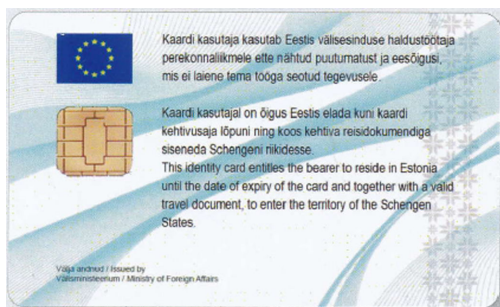 Kaardi kasutaja kasutab Eestis välisesinduse haldustöötaja
perekonnaliikmele ette nähtud puutumatust ja eesõigusi,
mis ei laiene tema tööga seotud tegevusele.
Kaardi kasutajal on õigus Eestis elada kuni kaardi
kehtivusaja lõpuni ning koos kehtiva reisidokumendiga
siseneda Schengeni riikidesse.
This identity card entitles the bearer to reside in Estonia
until the date of expiry of the card and together with a valid
travel document, to enter the territory of the Schengen
States.
Välja andnud / Issued by
Välisministeerium / Ministry of Foreign Affairs